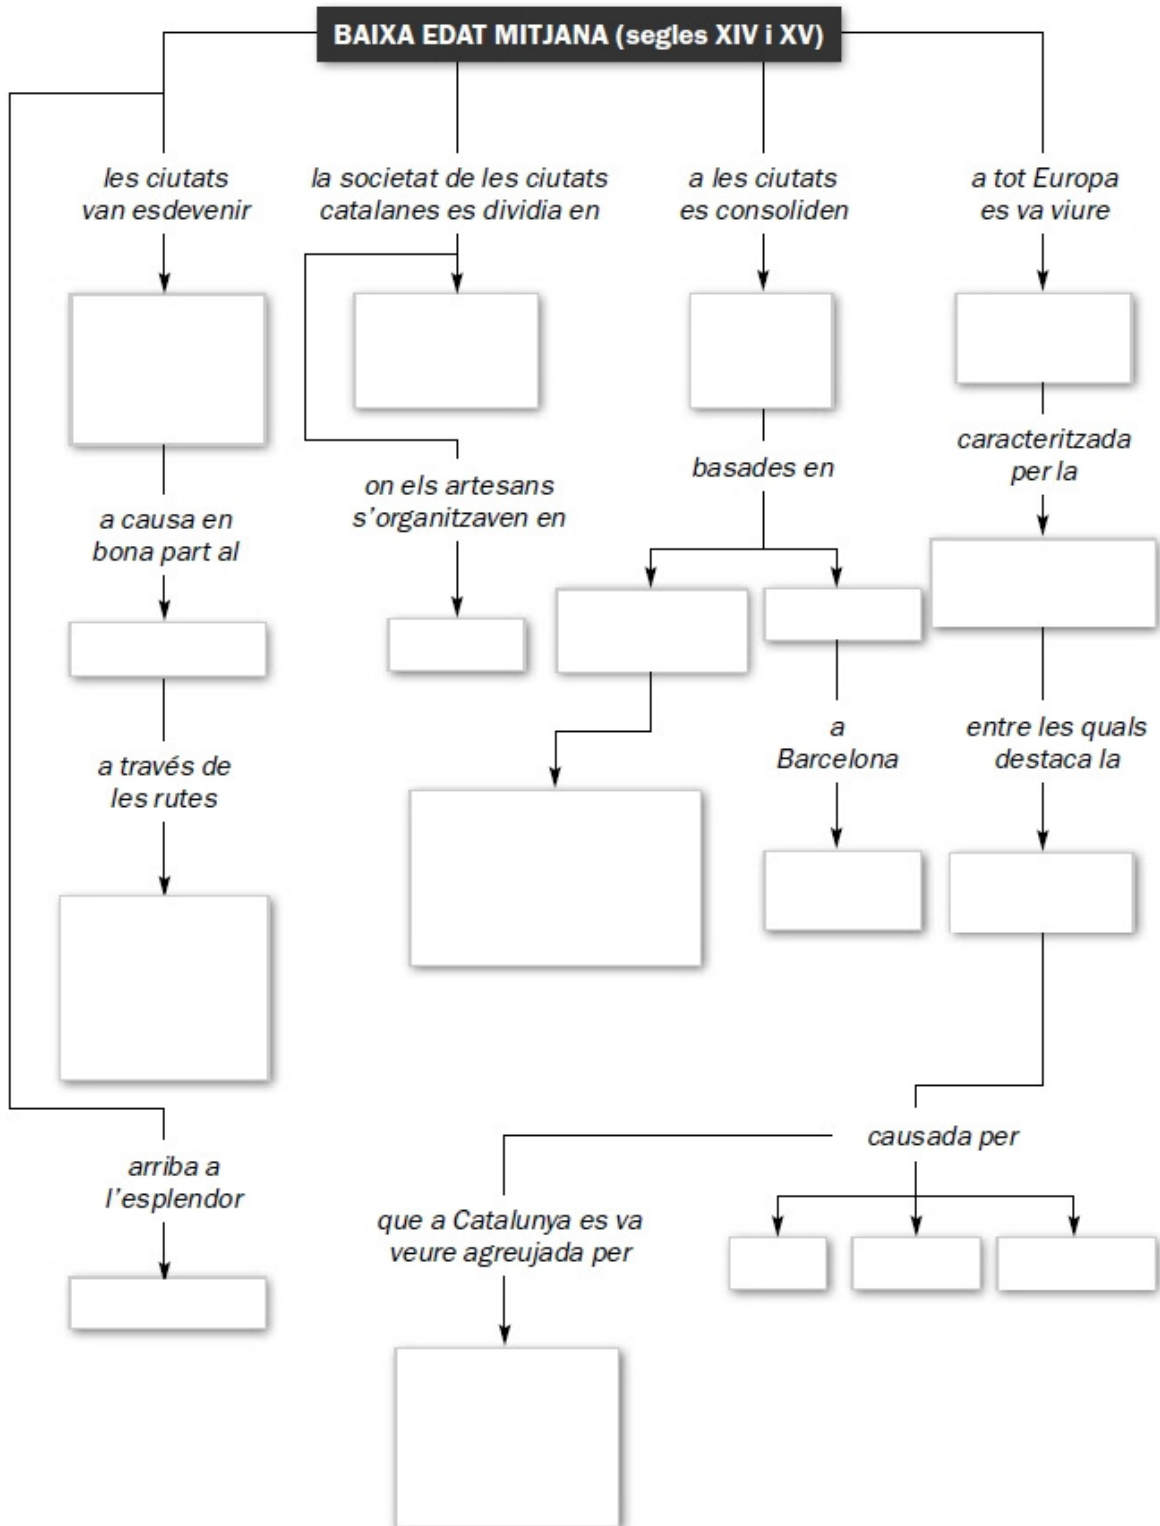 BAIXA EDAT MITJANA (segles XIV i XV)
les ciutats
van esdevenir
la societat de les ciutats
catalanes es dividia en
a les ciutats
es consoliden
a tot Europa
es va viure
a causa en
bona part al
on els artesans
s'organitzaven en
basades en
caracteritzada
per la
a través de
les rutes
a
Barcelona
entre les quals
destaca la
arriba a
l'esplendor
causada per
que a Catalunya es va
veure agreujada per